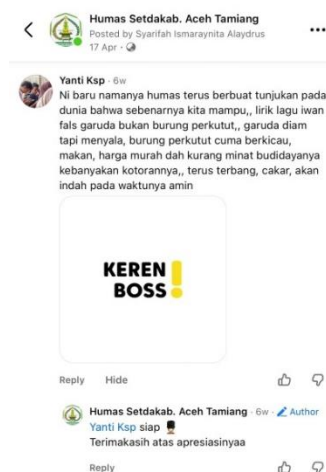 Humas Setdakab. Aceh Tamiang
Posted by Syarifah Ismaraynita Alaydrus
17 Apr ·
Yanti Ksp · 6w
Ni baru namanya humas terus berbuat tunjukan pada
dunia bahwa sebenarnya kita mampu,, lirik lagu iwan
fals garuda bukan burung perkutut,, garuda diam
tapi menyala, burung perkutut cuma berkicau,
makan, harga murah dah kurang minat budidayanya
kebanyakan kotorannya,, terus terbang, cakar, akan
indah pada waktunya amin
KEREN
BOSS!
Reply Hide
Humas Setdakab. Aceh Tamiang · 6w · Author
Yanti Ksp siap
Terimakasih atas apresiasinyaa
Reply